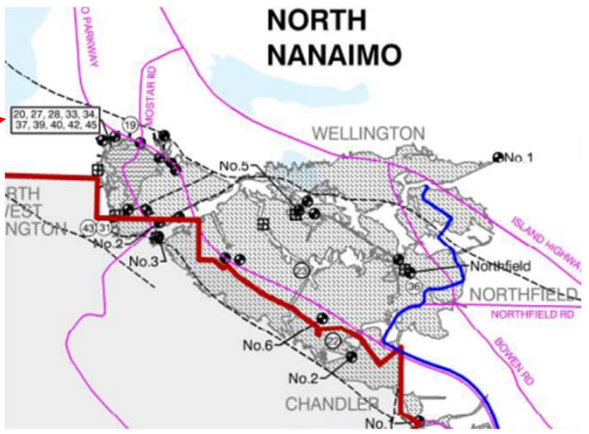 NORTH
NANAIMO
D PARKWAY
MOSTAR RD
20, 27, 28, 33, 34,
37, 39, 40, 42, 45
19
WELLINGTON
No.1
No.5
RTH
WEST
NGTON
43
31
No.2
No.3
23
Northfield
36
ISLAND HIGHWA
NORTHFIELD
NORTHFIELD RD
No.6
22
No.2
BOWEN RD
CHANDLER
No.1